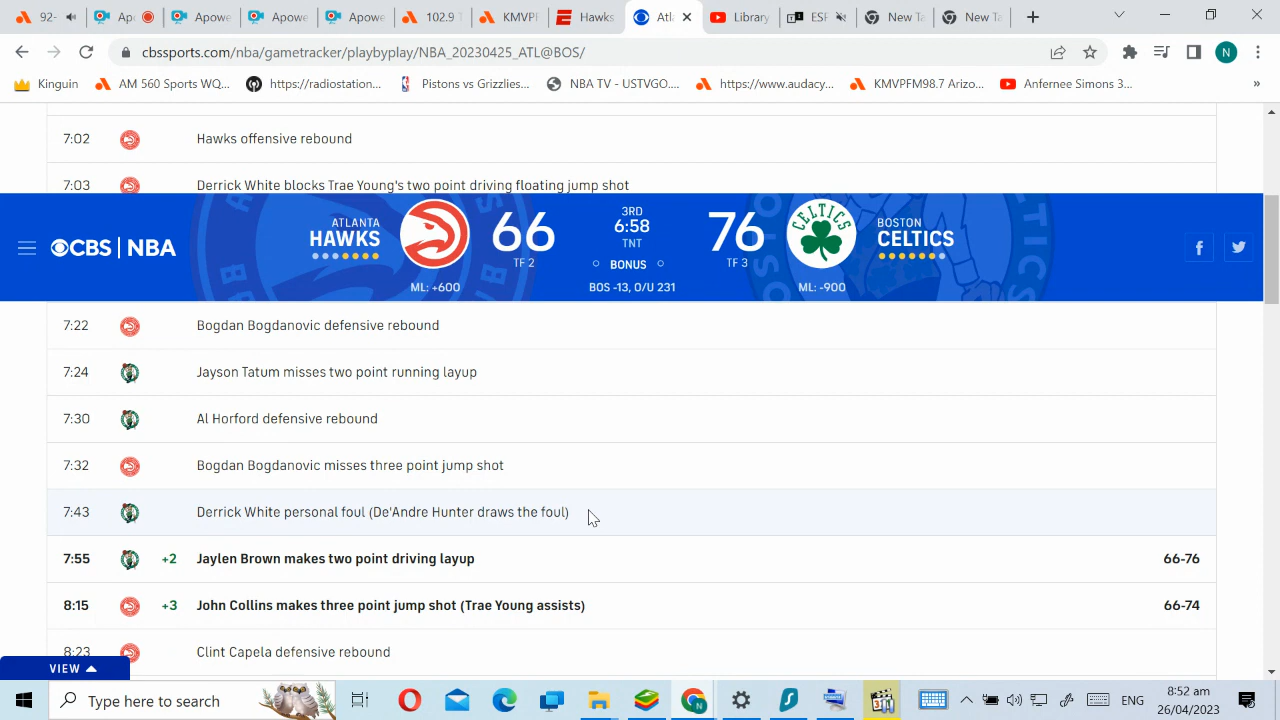 92-
Ap
Apowe
Apowe
Apowe
102.9 T
KMVP
Hawks
Atl
Library
ESP
New Ta
New Ta
cbssports.com/nba/gametracker/playbyplay/NBA_20230425_ATL@BOS/
N
Kinguin
AM 560 Sports WQ...
https://radiostation...
Pistons vs Grizzlies...
NBA TV - USTVGO....
https://www.audacy...
KMVPFM98.7 Arizo...
Anfernee Simons 3...
»
7:02 Hawks offensive rebound
7:03 Derrick White blocks Trae Young's two point driving floating jump shot
CBS | NBA
ATLANTA
HAWKS
66
TF 2
ML: +600
3RD
6:58
TNT
BONUS
BOS -13, O/U 231
76
TF 3
CELTICS
BOSTON
CELTICS
ML: -900
7:22 Bogdan Bogdanovic defensive rebound
7:24 Jayson Tatum misses two point running layup
7:30 Al Horford defensive rebound
7:32 Bogdan Bogdanovic misses three point jump shot
7:43 Derrick White personal foul (De'Andre Hunter draws the foul)
7:55 +2 Jaylen Brown makes two point driving layup 66-76
8:15 +3 John Collins makes three point jump shot (Trae Young assists) 66-74
8:23 Clint Capela defensive rebound
VIEW
Type here to search
ENG
8:52 am
26/04/2023